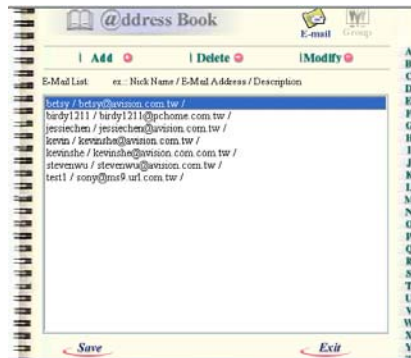 @ddress Book
E-mail Group
Add Delete Modify
E-Mail List: ex.: Nick Name / E-Mail Address / Description
betsy / betsy@avision.com.tw /
birdy1211 / birdy1211@pchome.com.tw /
jessiechen / jessiechen@avision.com.tw /
kevin / kevinshe@avision.com.tw /
kevinshe / kevinshe@avision.com.com.tw /
stevenwu / stevenwu@avision.com.tw /
test1 / sony@ms9.url.com.tw /
Save Exit